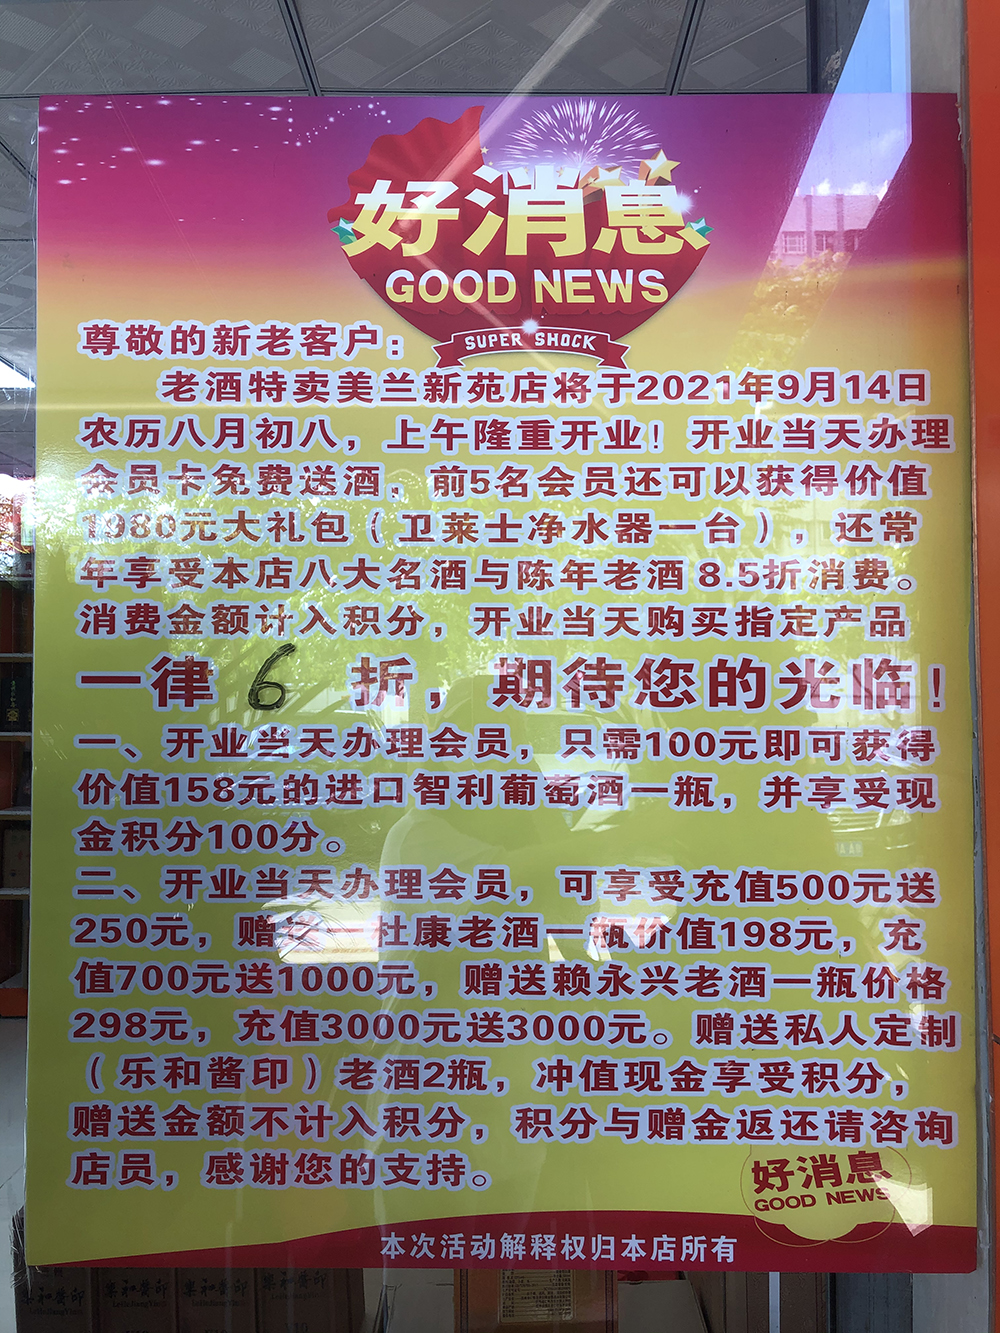 好消息
GOOD NEWS
SUPER SHOCK
尊敬的新老客户：
老酒特卖美兰新苑店将于2021年9月14日
农历八月初八，上午隆重开业！开业当天办理
会员卡免费送酒，前5名会员还可以获得价值
1980元大礼包（卫莱士净水器一台），还常
年享受本店八大名酒与陈年老酒 8.5折消费。
消费金额计入积分，开业当天购买指定产品
一律 6 折，期待您的光临！
一、开业当天办理会员，只需100元即可获得
价值158元的进口智利葡萄酒一瓶，并享受现
金积分100分。
二、开业当天办理会员，可享受充值500元送
250元，赠送一杜康老酒一瓶价值198元，充
值700元送1000元，赠送赖永兴老酒一瓶价格
298元，充值3000元送3000元。赠送私人定制
（乐和酱印）老酒2瓶，冲值现金享受积分，
赠送金额不计入积分，积分与赠金返还请咨询
店员，感谢您的支持。
好消息
GOOD NEWS
本次活动解释权归本店所有